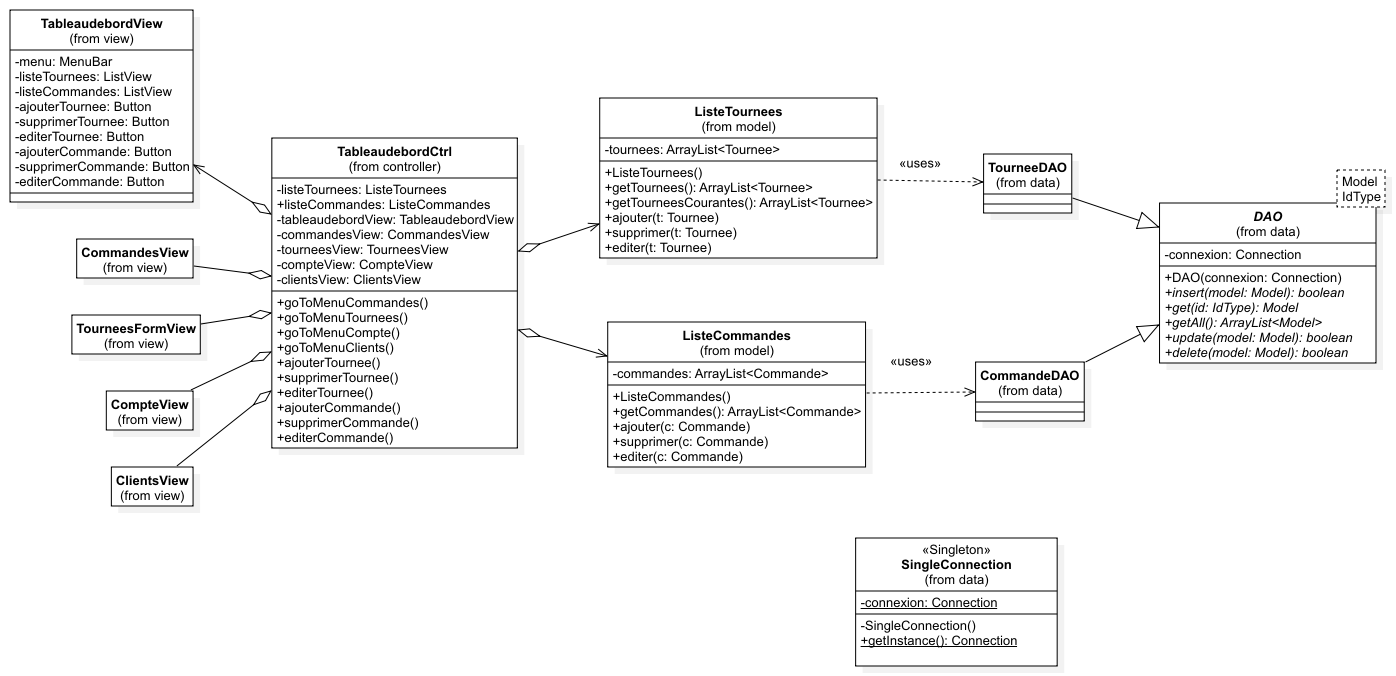 TableaudebordView
(from view)
-menu: MenuBar
-listeTournees: ListView
-listeCommandes: ListView
-ajouterTournee: Button
-supprimerTournee: Button
-editerTournee: Button
-ajouterCommande: Button
-supprimerCommande: Button
-editerCommande: Button
CommandesView
(from view)
TourneesFormView
(from view)
CompteView
(from view)
ClientsView
(from view)
TableaudebordCtrl
(from controller)
-listeTournees: ListeTournees
+listeCommandes: ListeCommandes
-tableaudebordView: TableaudebordView
-commandesView: CommandesView
-tourneesView: TourneesView
-compteView: CompteView
-clientsView: ClientsView
+goToMenuCommandes()
+goToMenuTournees()
+goToMenuCompte()
+goToMenuClients()
+ajouterTournee()
+supprimerTournee()
+editerTournee()
+ajouterCommande()
+supprimerCommande()
+editerCommande()
ListeTournees
(from model)
-tournees: ArrayList<Tournee>
+ListeTournees()
+getTournees(): ArrayList<Tournee>
+getTourneesCourantes(): ArrayList<Tournee>
+ajouter(t: Tournee)
+supprimer(t: Tournee)
+editer(t: Tournee)
ListeCommandes
(from model)
-commandes: ArrayList<Commande>
+ListeCommandes()
+getCommandes(): ArrayList<Commande>
+ajouter(c: Commande)
+supprimer(c: Commande)
+editer(c: Commande)
«uses»
«uses»
TourneeDAO
(from data)
CommandeDAO
(from data)
Model
IdType
DAO
(from data)
-connexion: Connection
+DAO(connexion: Connection)
+insert(model: Model): boolean
+get(id: IdType): Model
+getAll(): ArrayList<Model>
+update(model: Model): boolean
+delete(model: Model): boolean
«Singleton»
SingleConnection
(from data)
-connexion: Connection
-SingleConnection()
+getInstance(): Connection